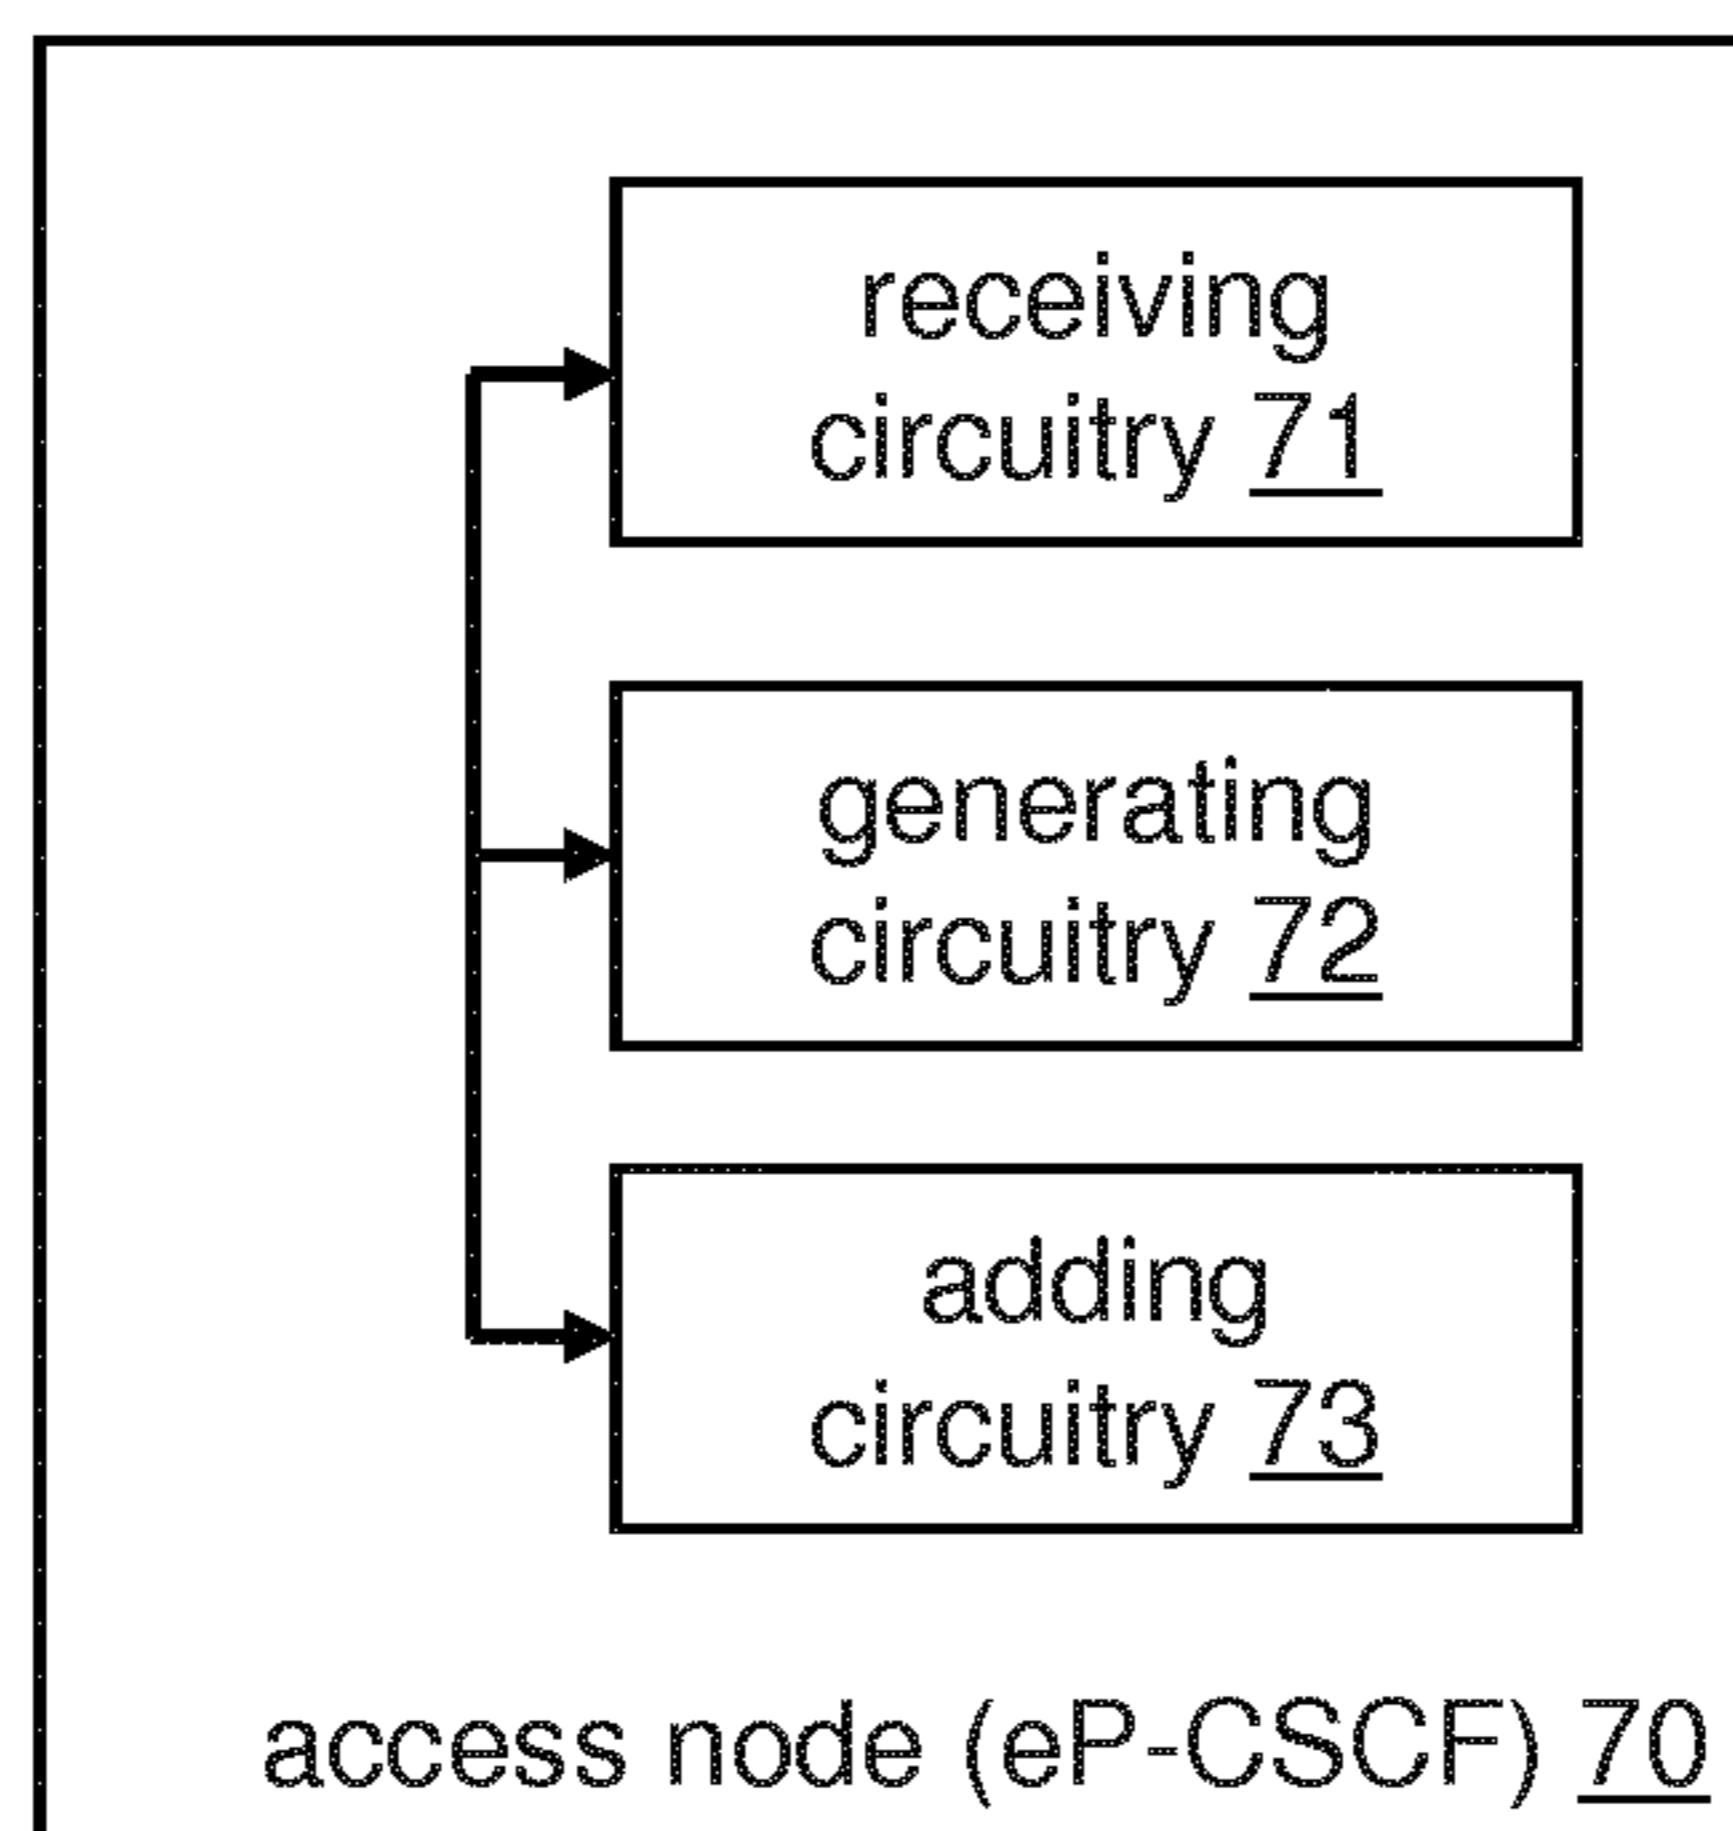 receiving
circuitry 71
generating
circuitry 72
adding
circuitry 73
access node (eP-CSCF) 70